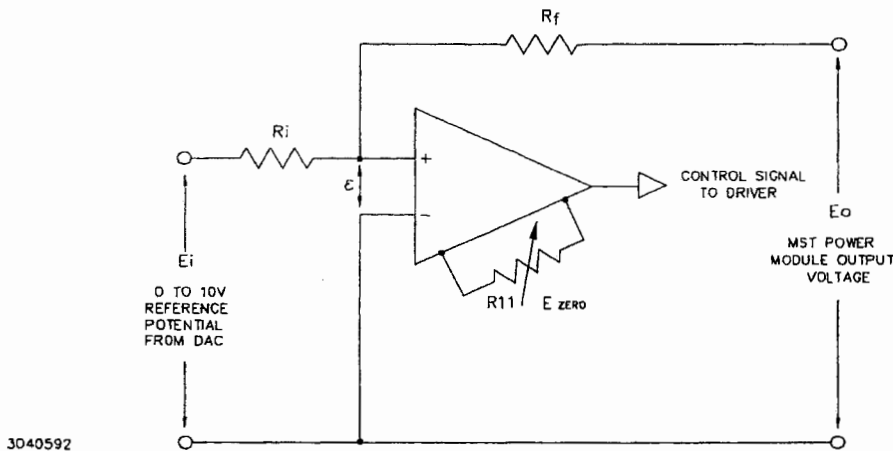 Rf
Ri
+
ε
−
CONTROL SIGNAL
TO DRIVER
Eo
MST POWER
MODULE OUTPUT
VOLTAGE
Ei
0 TO 10V
REFERENCE
POTENTIAL
FROM DAC
R11 E ZERO
3040592